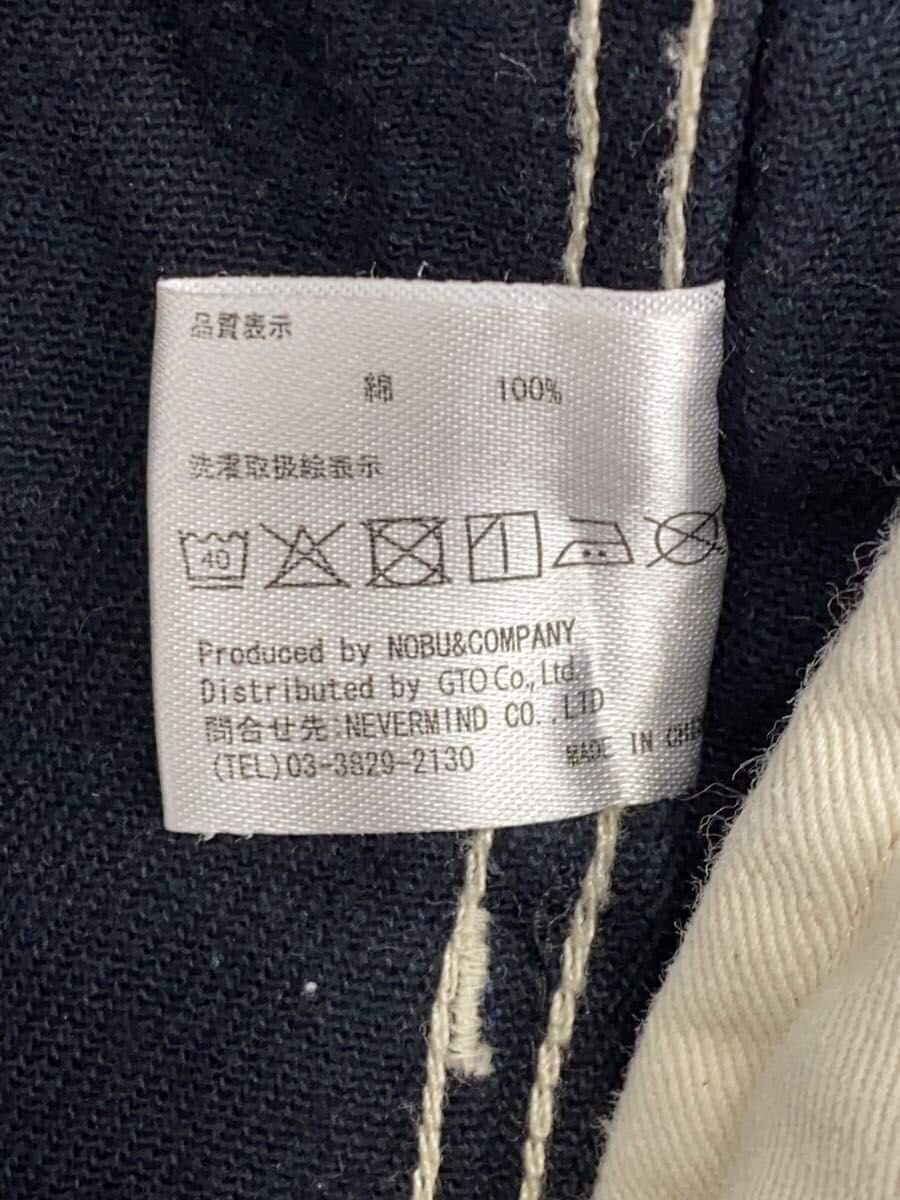 品質表示
綿 100%
洗濯取扱絵表示
40
Produced by NOBU&COMPANY
Distributed by GTO Co., Ltd.
問合せ先:NEVERMIND CO.,LTD
(TEL)03-3829-2130
MADE IN